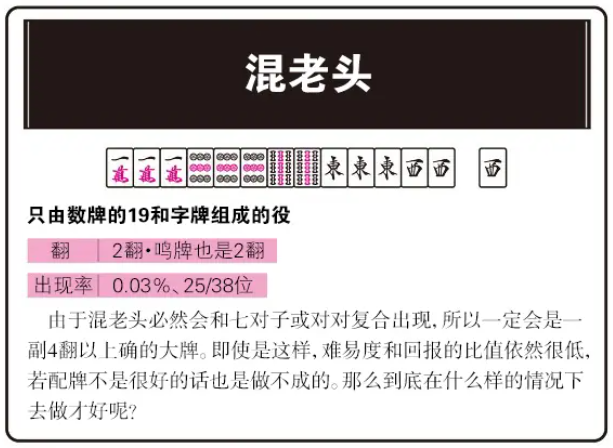 混老头
一萬 一萬 一萬 東 東 東 西 西 西
只由数牌的19和字牌组成的役
翻 2翻·鸣牌也是2翻
出现率 0.03%、25/38位
由于混老头必然会和七对子或对对复合出现,所以一定会是一
副4翻以上确的大牌。即使是这样,难易度和回报的比值依然很低,
若配牌不是很好的话也是做不成的。那么到底在什么样的情况下
去做才好呢?